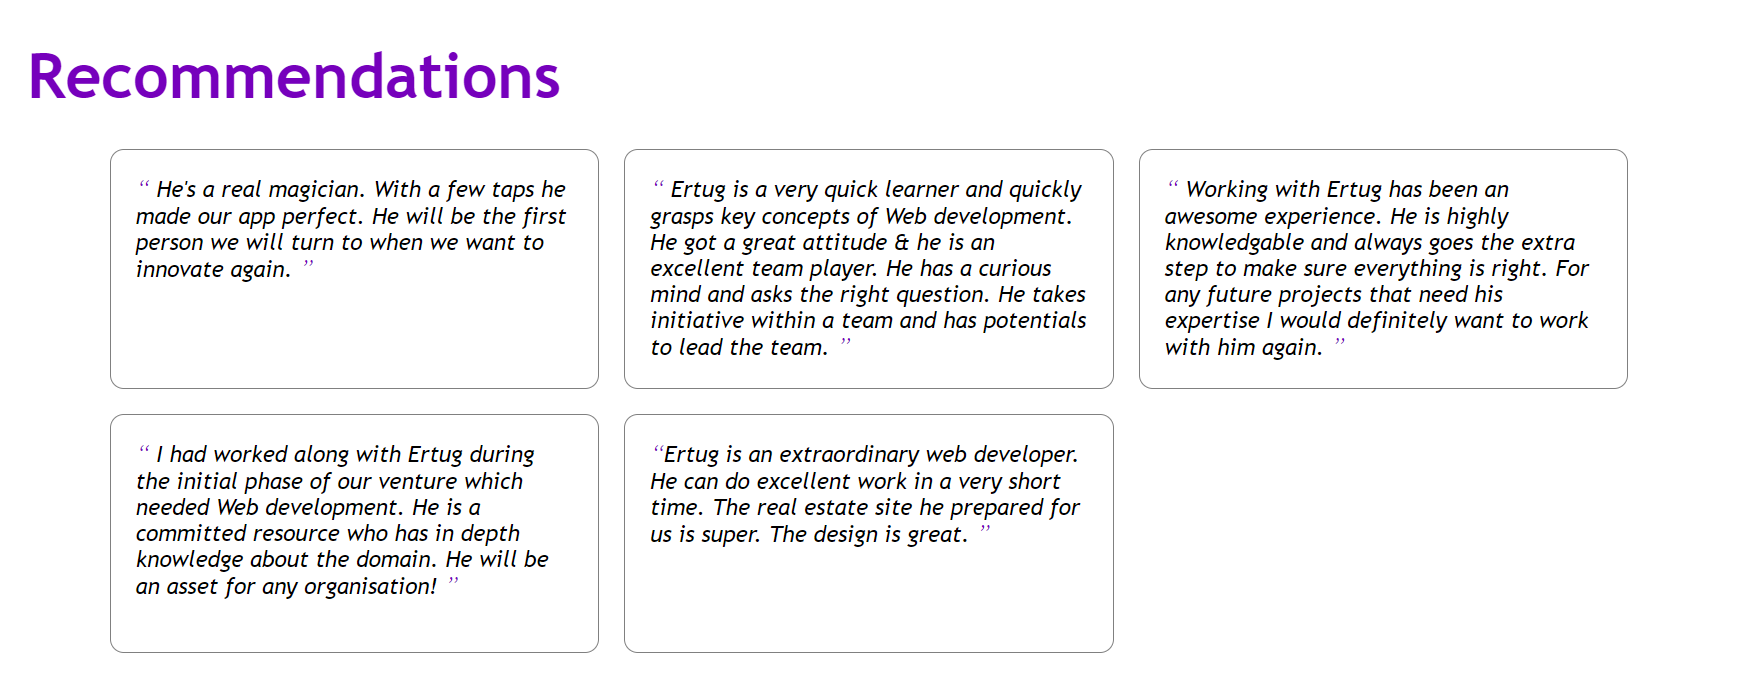 Recommendations
“ He's a real magician. With a few taps he
made our app perfect. He will be the first
person we will turn to when we want to
innovate again. ”
“ Ertug is a very quick learner and quickly
grasps key concepts of Web development.
He got a great attitude & he is an
excellent team player. He has a curious
mind and asks the right question. He takes
initiative within a team and has potentials
to lead the team. ”
“ Working with Ertug has been an
awesome experience. He is highly
knowledgable and always goes the extra
step to make sure everything is right. For
any future projects that need his
expertise I would definitely want to work
with him again. ”
“ I had worked along with Ertug during
the initial phase of our venture which
needed Web development. He is a
committed resource who has in depth
knowledge about the domain. He will be
an asset for any organisation! ”
“Ertug is an extraordinary web developer.
He can do excellent work in a very short
time. The real estate site he prepared for
us is super. The design is great. ”